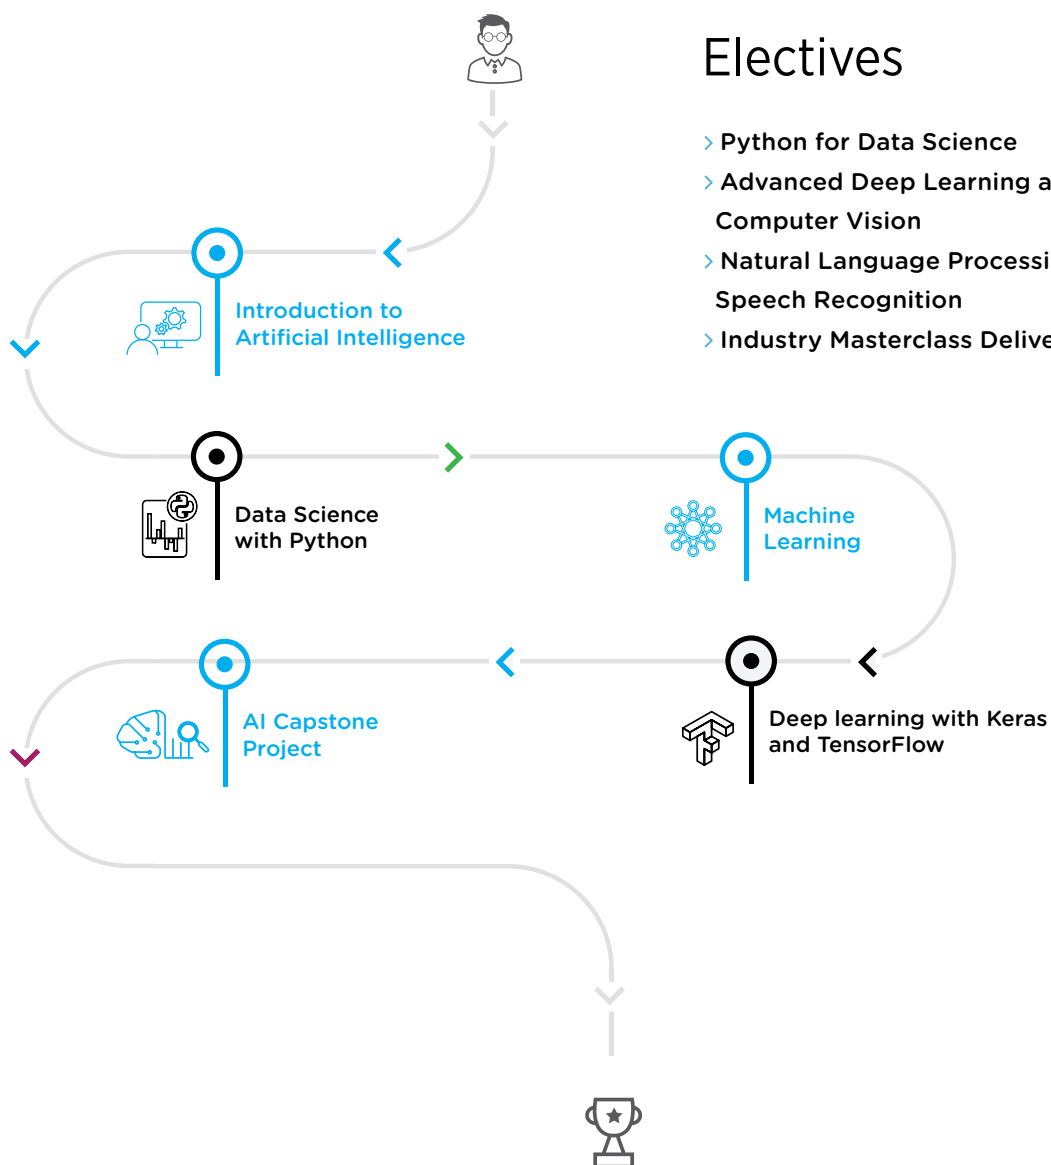 Electives
> Python for Data Science
> Advanced Deep Learning a
Computer Vision
> Natural Language Processi
Speech Recognition
> Industry Masterclass Delive
Introduction to
Artificial Intelligence
Data Science
with Python
Machine
Learning
Deep learning with Keras
and TensorFlow
AI Capstone
Project